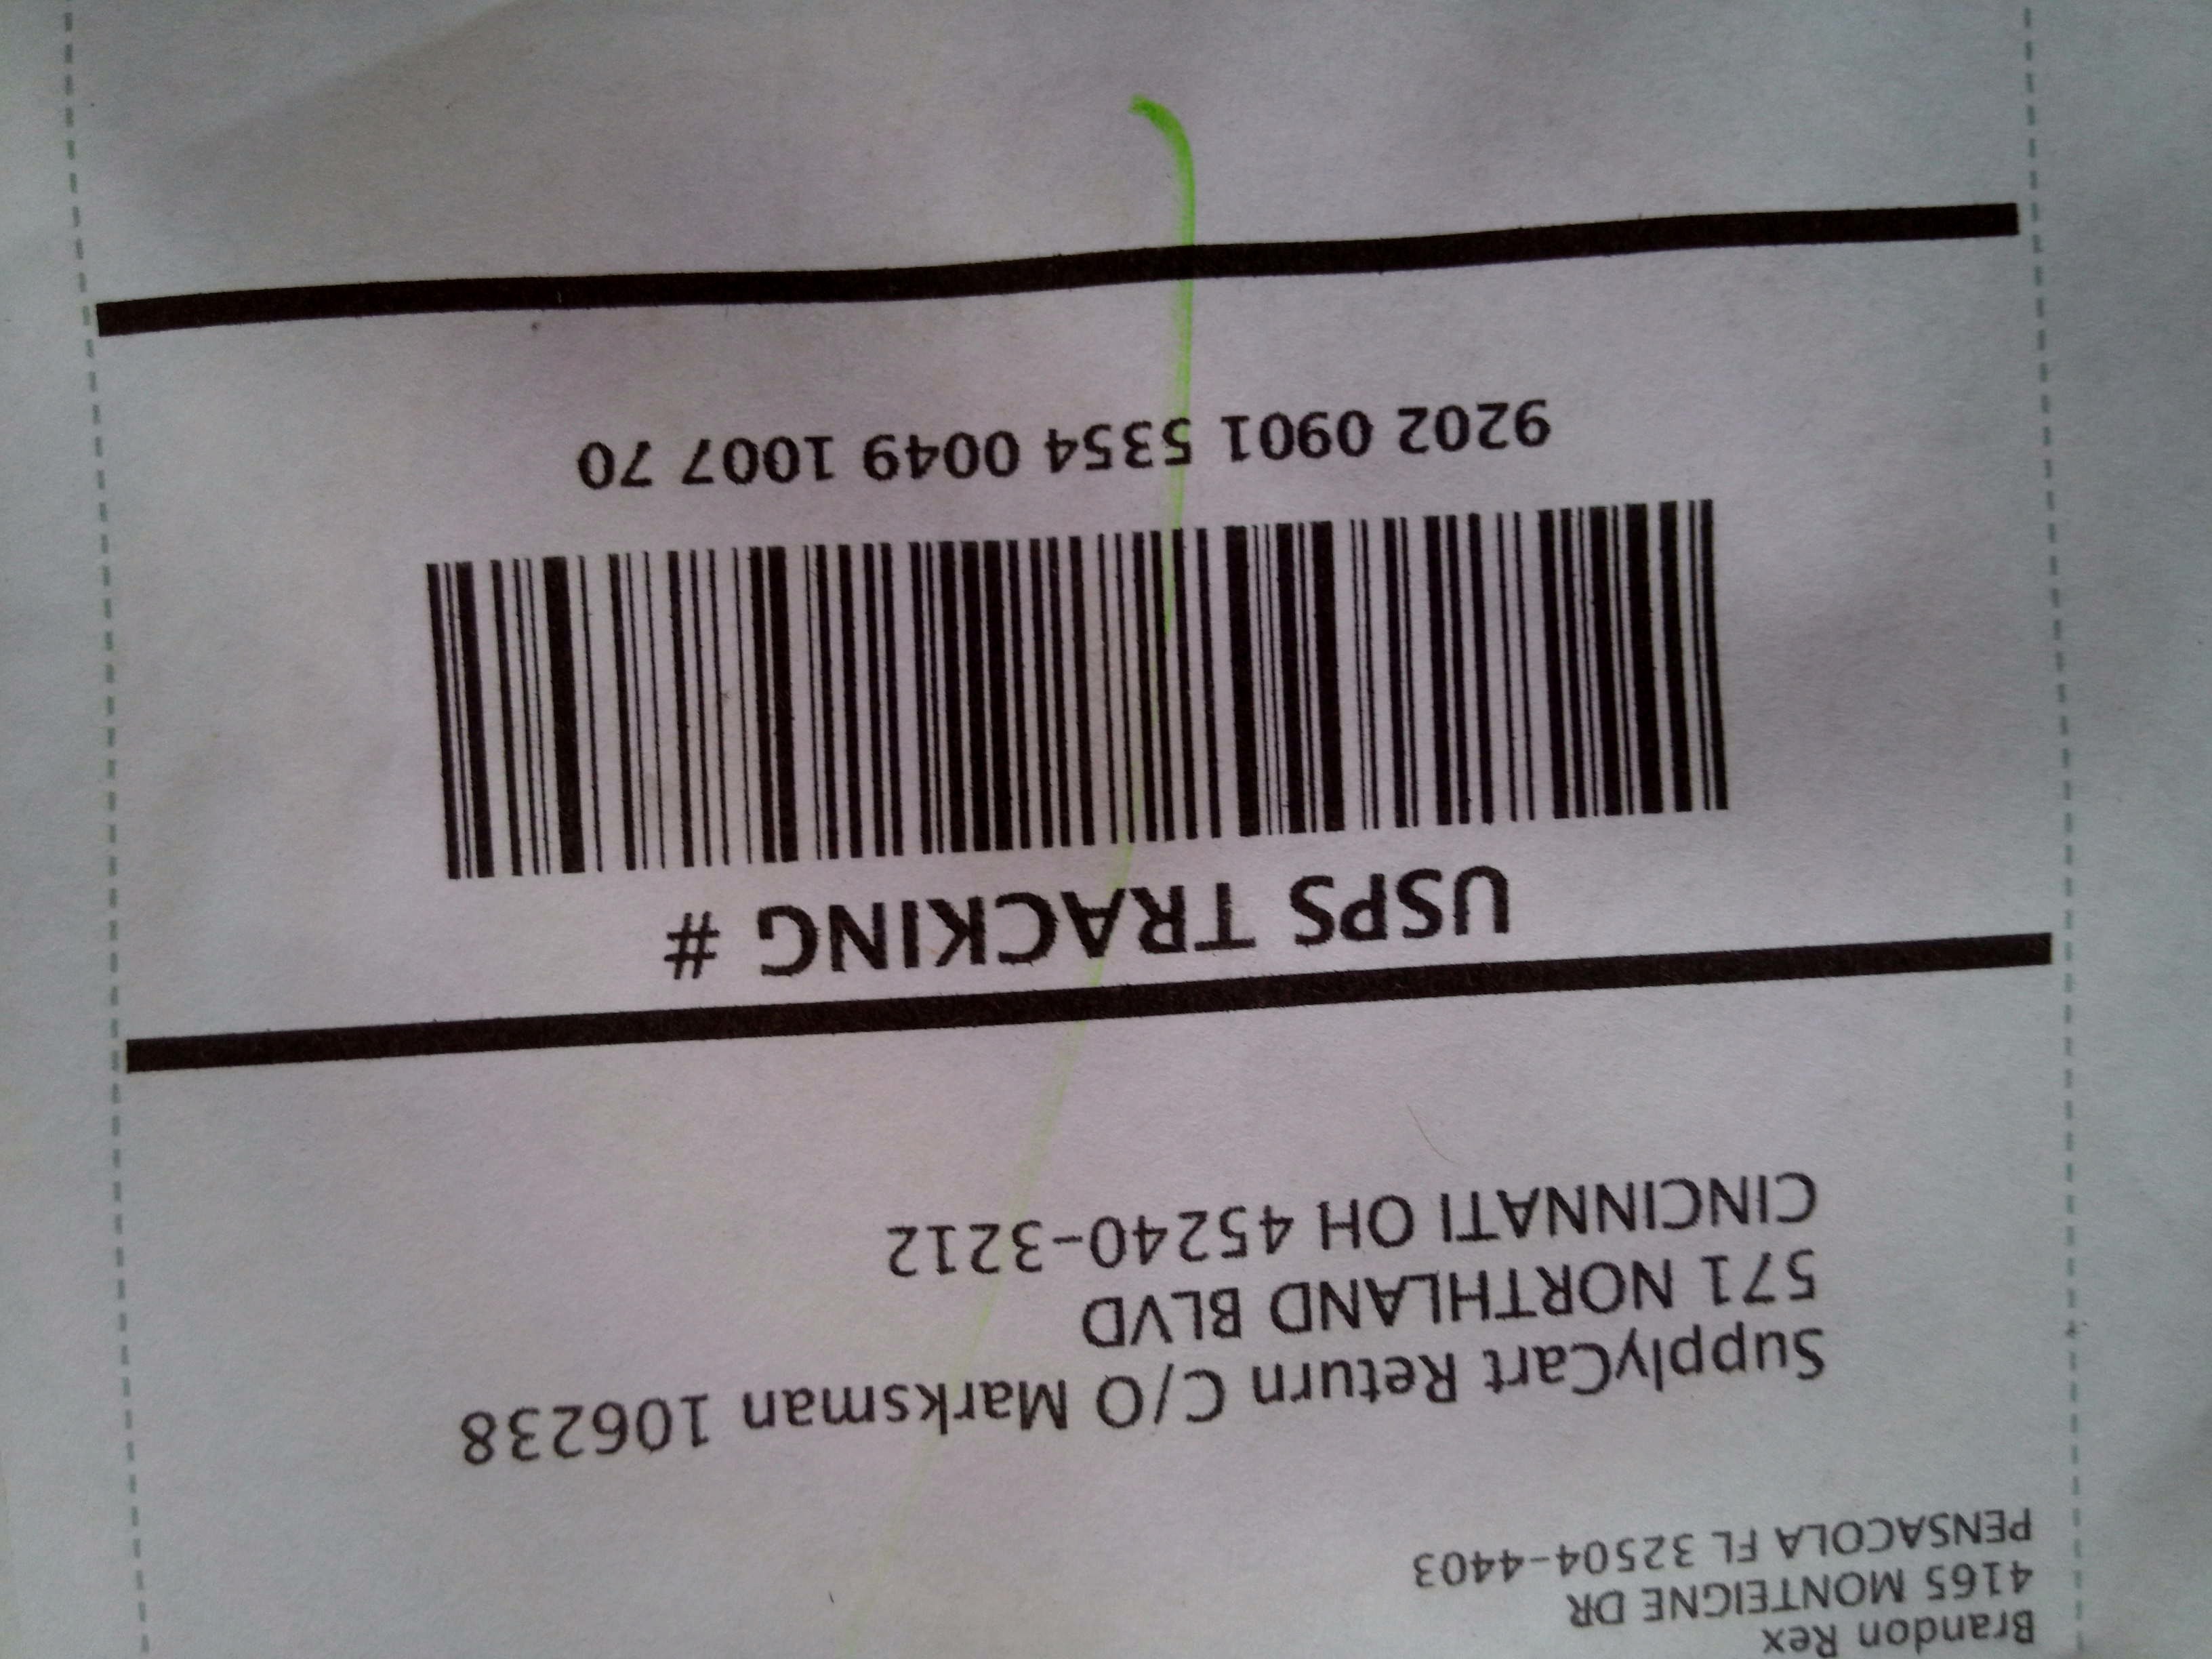 Brandon Rex
4165 MONTEIGNE DR
PENSACOLA FL 32504-4403
SupplyCart Return C/O Marksman 106238
571 NORTHLAND BLVD
CINCINNATI OH 45240-3212
USPS TRACKING #
9202 0901 5354 0049 1007 70